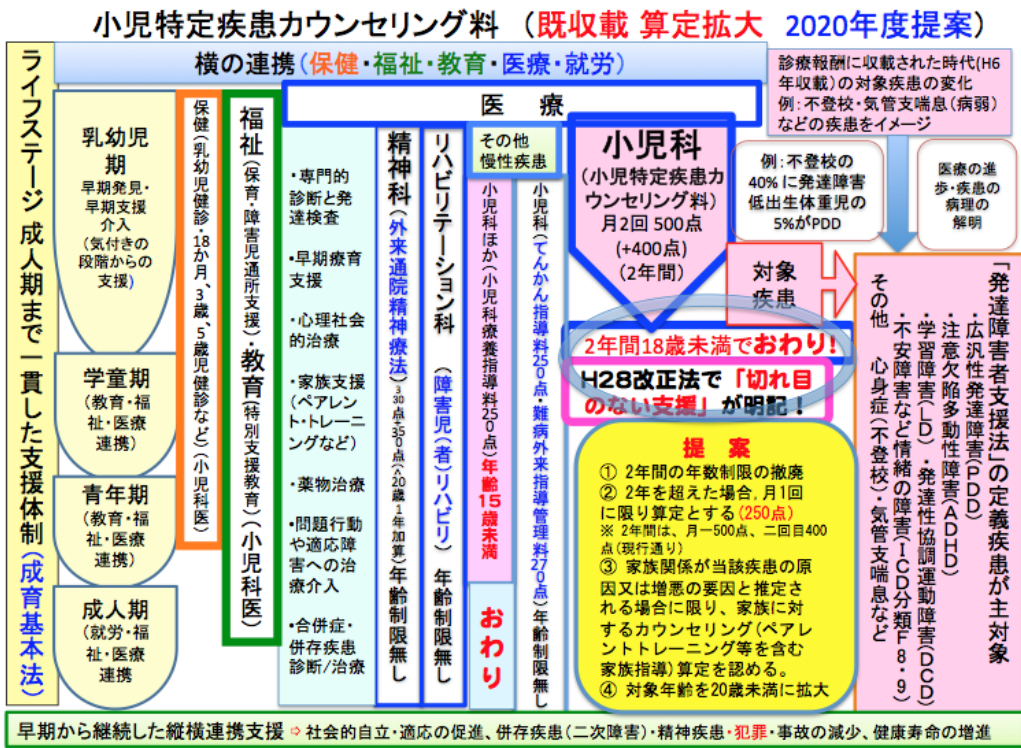 小児特定疾患カウンセリング料 (既収載 算定拡大 2020年度提案)
ライフステージ 成人期まで一貫した支援体制(成育基本法)
横の連携(保健・福祉・教育・医療・就労)
乳幼児
期
早期発見・
早期支援
介入
(気付きの
段階からの
支援)
学童期
(教育・福
祉・医療
連携)
青年期
(教育・福
祉・医療
連携)
成人期
(就労・福
祉・医療
連携
保健(乳幼児健診・18か月、3歳、5歳児健診など)(小児科医)
福祉(保育・障害児通所支援)・教育(特別支援教育)(小児科医)
医 療
・専門的
診断と発
達検査
・早期療育
支援
・心理社会
的治療
・家族支援
(ペアレン
ト・トレーニ
ングなど)
・薬物治療
・問題行動
や適応障
害への治
療介入
・合併症・
併存疾患
診断/治療
精神科(外来通院精神療法)330点+350点(<20歳1年加算)年齢制限無し
リハビリテーション科 (障害児(者)リハビリ) 年齢制限無し
その他
慢性疾患
小児科ほか(小児科療養指導料250点)年齢15歳未満
おわり
小児科(てんかん指導料250点・難病外来指導管理料270点)年齢制限無し
小児科
(小児特定疾患カ
ウンセリング料)
月2回 500点
(+400点)
(2年間)
2年間18歳未満でおわり!
H28改正法で「切れ目
のない支援」が明記!
提 案
① 2年間の年数制限の撤廃
② 2年を超えた場合,月1回
に限り算定とする(250点)
※ 2年間は、月一500点、二回目400
点(現行通り)
③ 家族関係が当該疾患の原
因又は増悪の要因と推定さ
れる場合に限り、家族に対
するカウンセリング(ペアレ
ントトレーニング等を含む
家族指導)算定を認める。
④ 対象年齢を20歳未満に拡大
診療報酬に収載された時代(H6
年収載)の対象疾患の変化
例:不登校・気管支喘息(病弱)
などの疾患をイメージ
例:不登校の
40%に発達障害
低出生体重児の
5%がPDD
医療の進
歩・疾患の
病理の
解明
対象
疾患
「発達障害者支援法」の定義疾患が主対象
・広汎性発達障害(PDD)
・注意欠陥多動性障害(ADHD)
・学習障害(LD)・発達性協調運動障害(DCD)
・不安障害など情緒の障害(ICD分類F8・9)
その他 心身症(不登校)・気管支喘息など
早期から継続した縦横連携支援 ⇨ 社会的自立・適応の促進、併存疾患(二次障害)・精神疾患・犯罪・事故の減少、健康寿命の増進